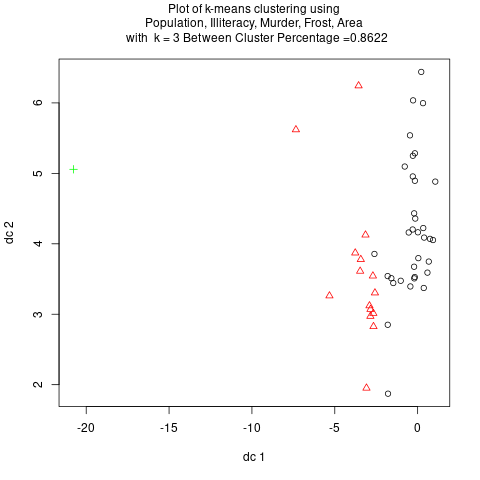 Plot of k-means clustering using
Population, Illiteracy, Murder, Frost, Area
with  k = 3 Between Cluster Percentage =0.8622
6
5
4
3
2
dc 2
-20
-15
-10
-5
0
dc 1